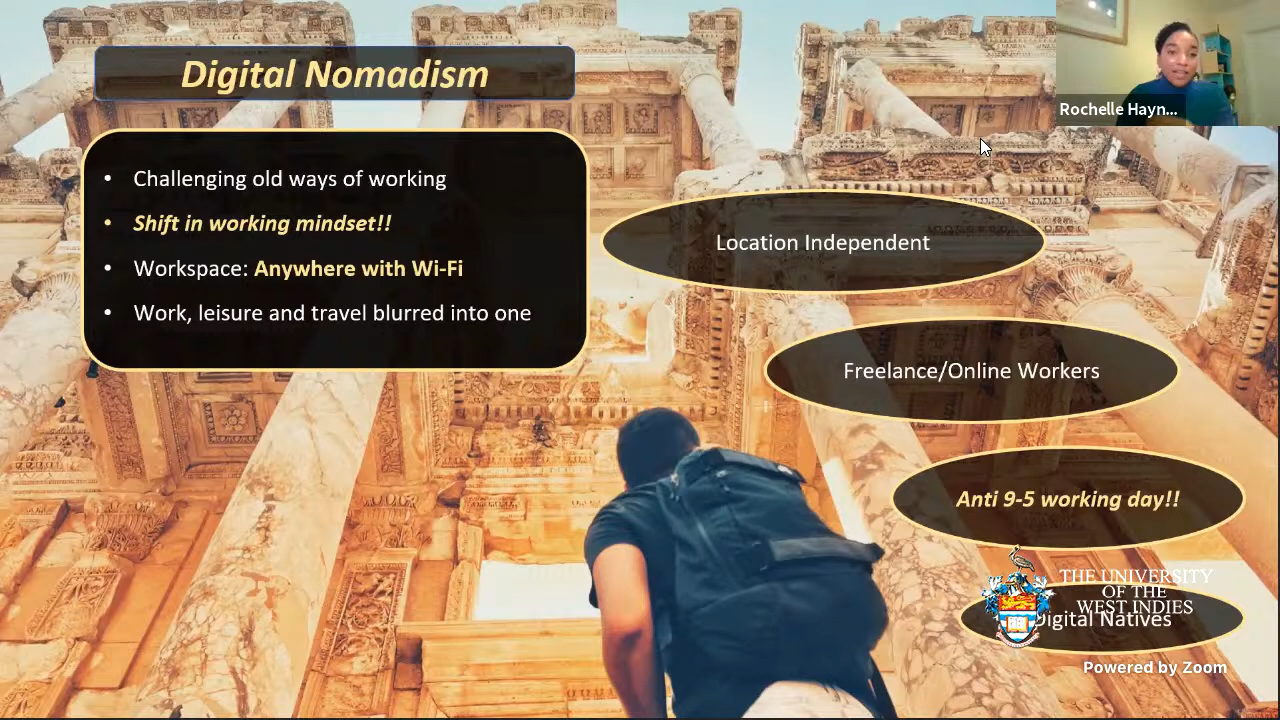 Digital Nomadism
Rochelle Hayn...
• Challenging old ways of working
• Shift in working mindset!!
• Workspace: Anywhere with Wi-Fi
• Work, leisure and travel blurred into one
Location Independent
Freelance/Online Workers
Anti 9-5 working day!!
THE UNIVERSITY
OF THE
WEST INDIES
Digital Natives
Powered by Zoom